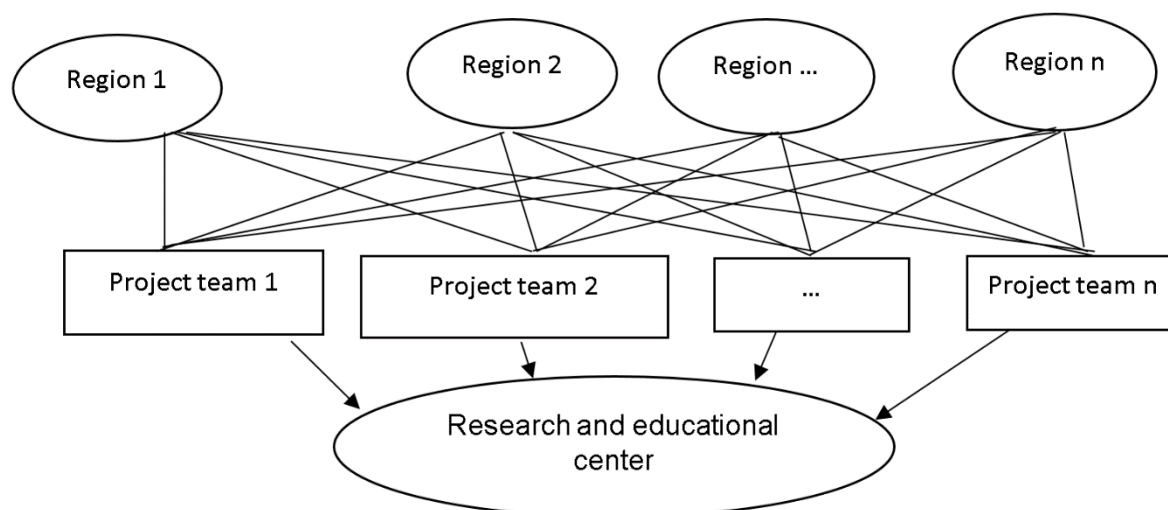 Region 1
Region 2
Region ...
Region n
Project team 1
Project team 2
...
Project team n
Research and educational
center